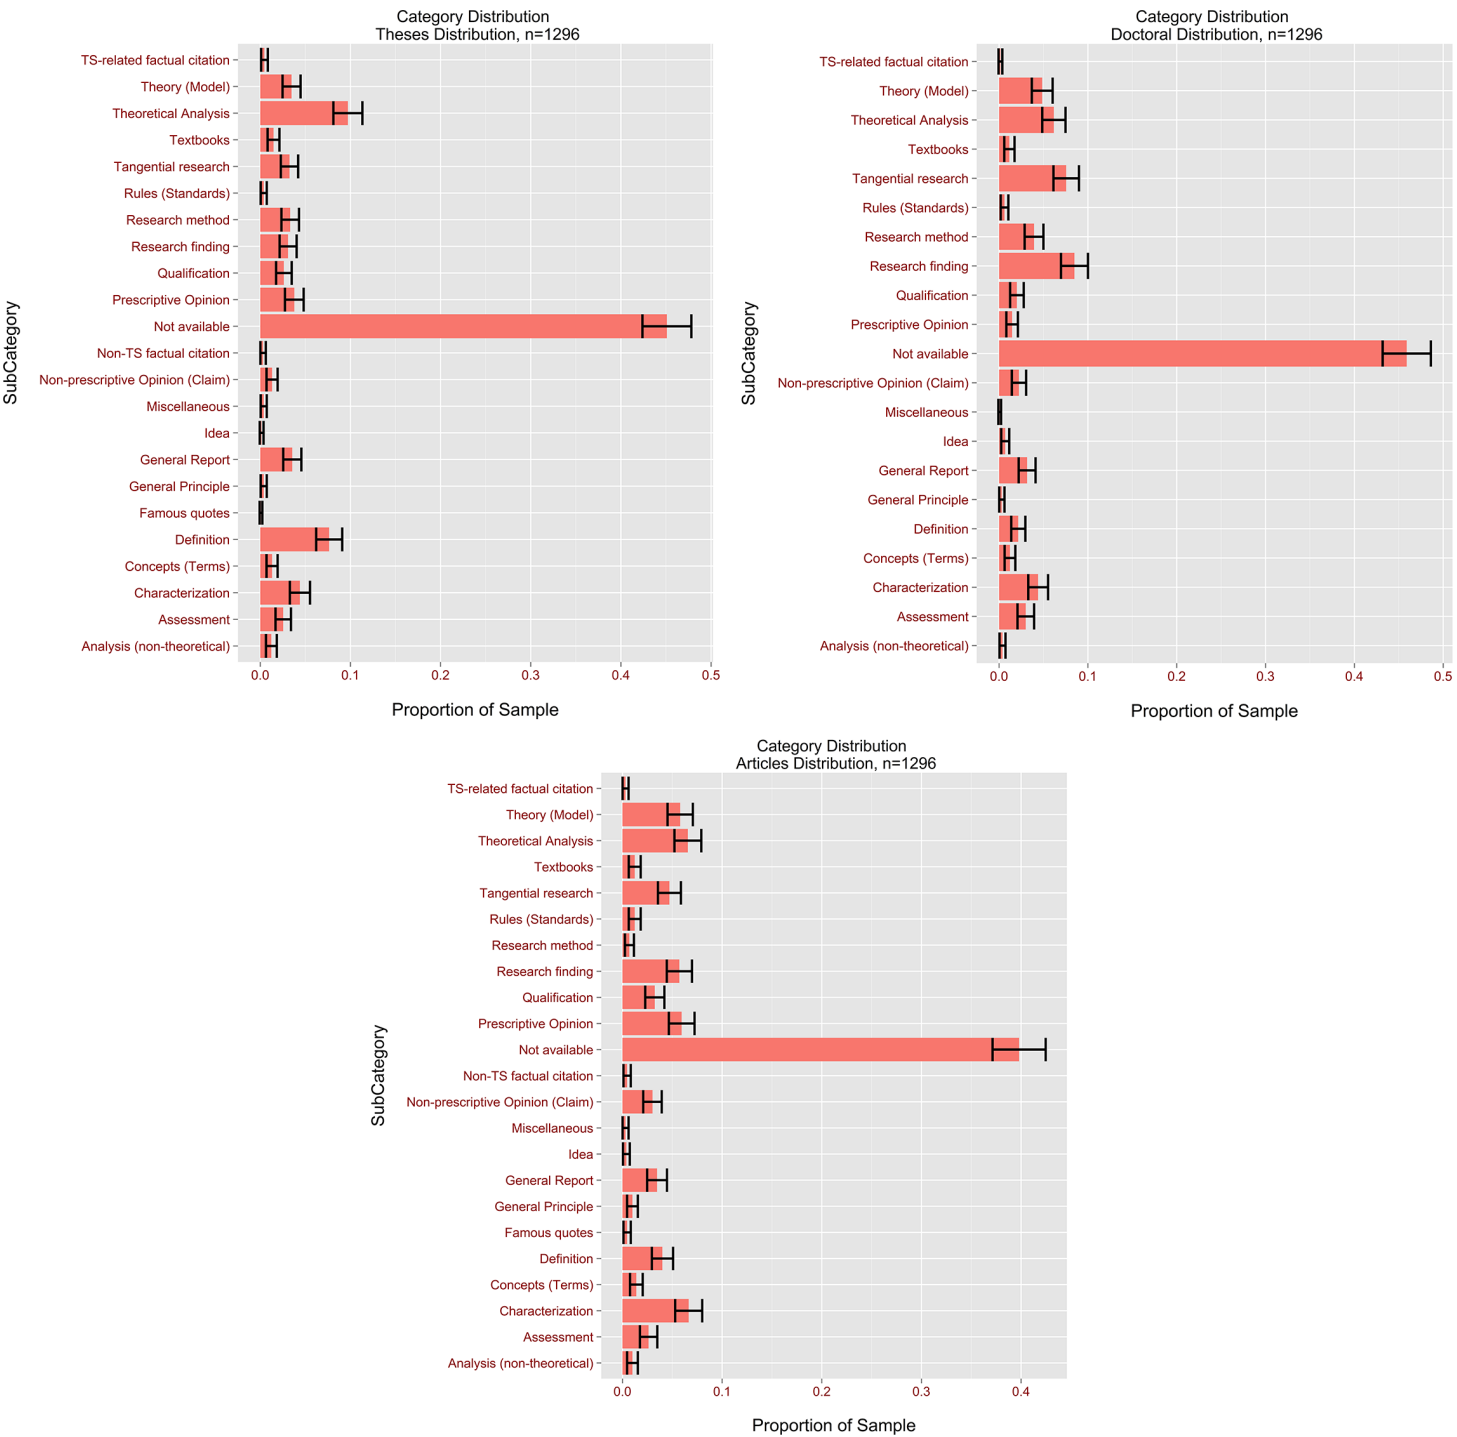 Category Distribution
Theses Distribution, n=1296
SubCategory
TS-related factual citation
Theory (Model)
Theoretical Analysis
Textbooks
Tangential research
Rules (Standards)
Research method
Research finding
Qualification
Prescriptive Opinion
Not available
Non-TS factual citation
Non-prescriptive Opinion (Claim)
Miscellaneous
Idea
General Report
General Principle
Famous quotes
Definition
Concepts (Terms)
Characterization
Assessment
Analysis (non-theoretical)
0.0 0.1 0.2 0.3 0.4 0.5
Proportion of Sample
Category Distribution
Doctoral Distribution, n=1296
SubCategory
TS-related factual citation
Theory (Model)
Theoretical Analysis
Textbooks
Tangential research
Rules (Standards)
Research method
Research finding
Qualification
Prescriptive Opinion
Not available
Non-prescriptive Opinion (Claim)
Miscellaneous
Idea
General Report
General Principle
Definition
Concepts (Terms)
Characterization
Assessment
Analysis (non-theoretical)
0.0 0.1 0.2 0.3 0.4 0.5
Proportion of Sample
Category Distribution
Articles Distribution, n=1296
SubCategory
TS-related factual citation
Theory (Model)
Theoretical Analysis
Textbooks
Tangential research
Rules (Standards)
Research method
Research finding
Qualification
Prescriptive Opinion
Not available
Non-TS factual citation
Non-prescriptive Opinion (Claim)
Miscellaneous
Idea
General Report
General Principle
Famous quotes
Definition
Concepts (Terms)
Characterization
Assessment
Analysis (non-theoretical)
0.0 0.1 0.2 0.3 0.4
Proportion of Sample